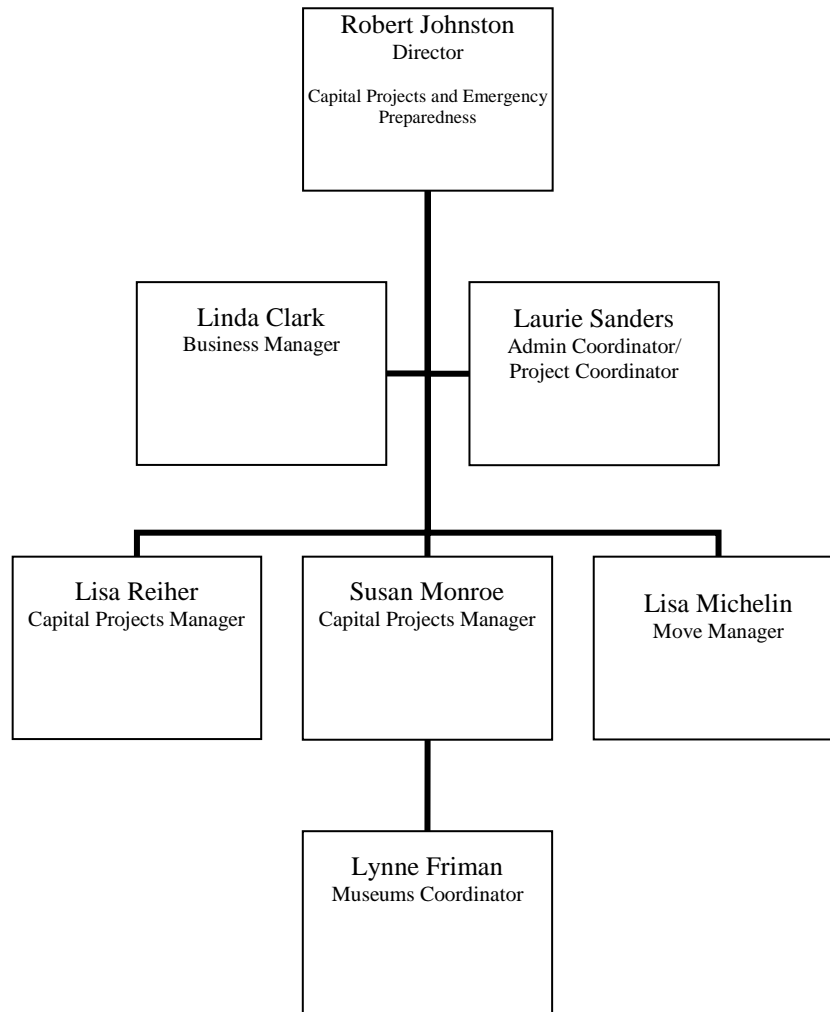 Robert Johnston
Director
Capital Projects and Emergency
Preparedness
Linda Clark
Business Manager
Laurie Sanders
Admin Coordinator/
Project Coordinator
Lisa Reiher
Capital Projects Manager
Susan Monroe
Capital Projects Manager
Lisa Michelin
Move Manager
Lynne Friman
Museums Coordinator